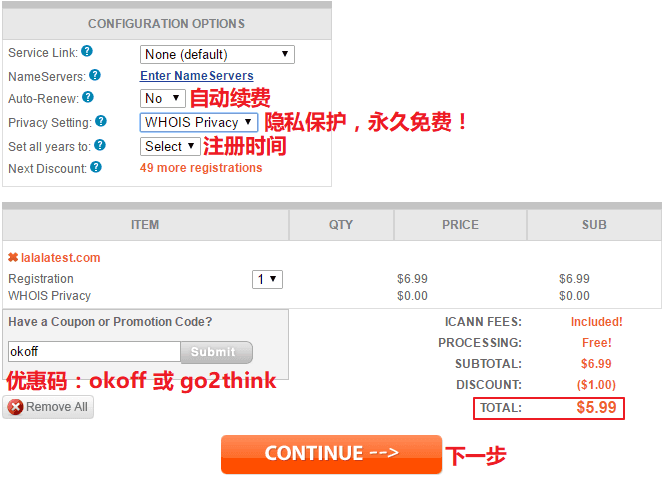 CONFIGURATION OPTIONS
Service Link: ? None (default)
NameServers: ? Enter NameServers
Auto-Renew: ? No 自动续费
Privacy Setting: ? WHOIS Privacy 隐私保护，永久免费！
Set all years to: ? Select 注册时间
Next Discount: ? 49 more registrations
ITEM QTY PRICE SUB
lalalatest.com
Registration 1 $6.99 $6.99
WHOIS Privacy $0.00 $0.00
Have a Coupon or Promotion Code?
okoff Submit
优惠码：okoff 或 go2think
Remove All
ICANN FEES: Included!
PROCESSING: Free!
SUBTOTAL: $6.99
DISCOUNT: ($1.00)
TOTAL: $5.99
CONTINUE --> 下一步